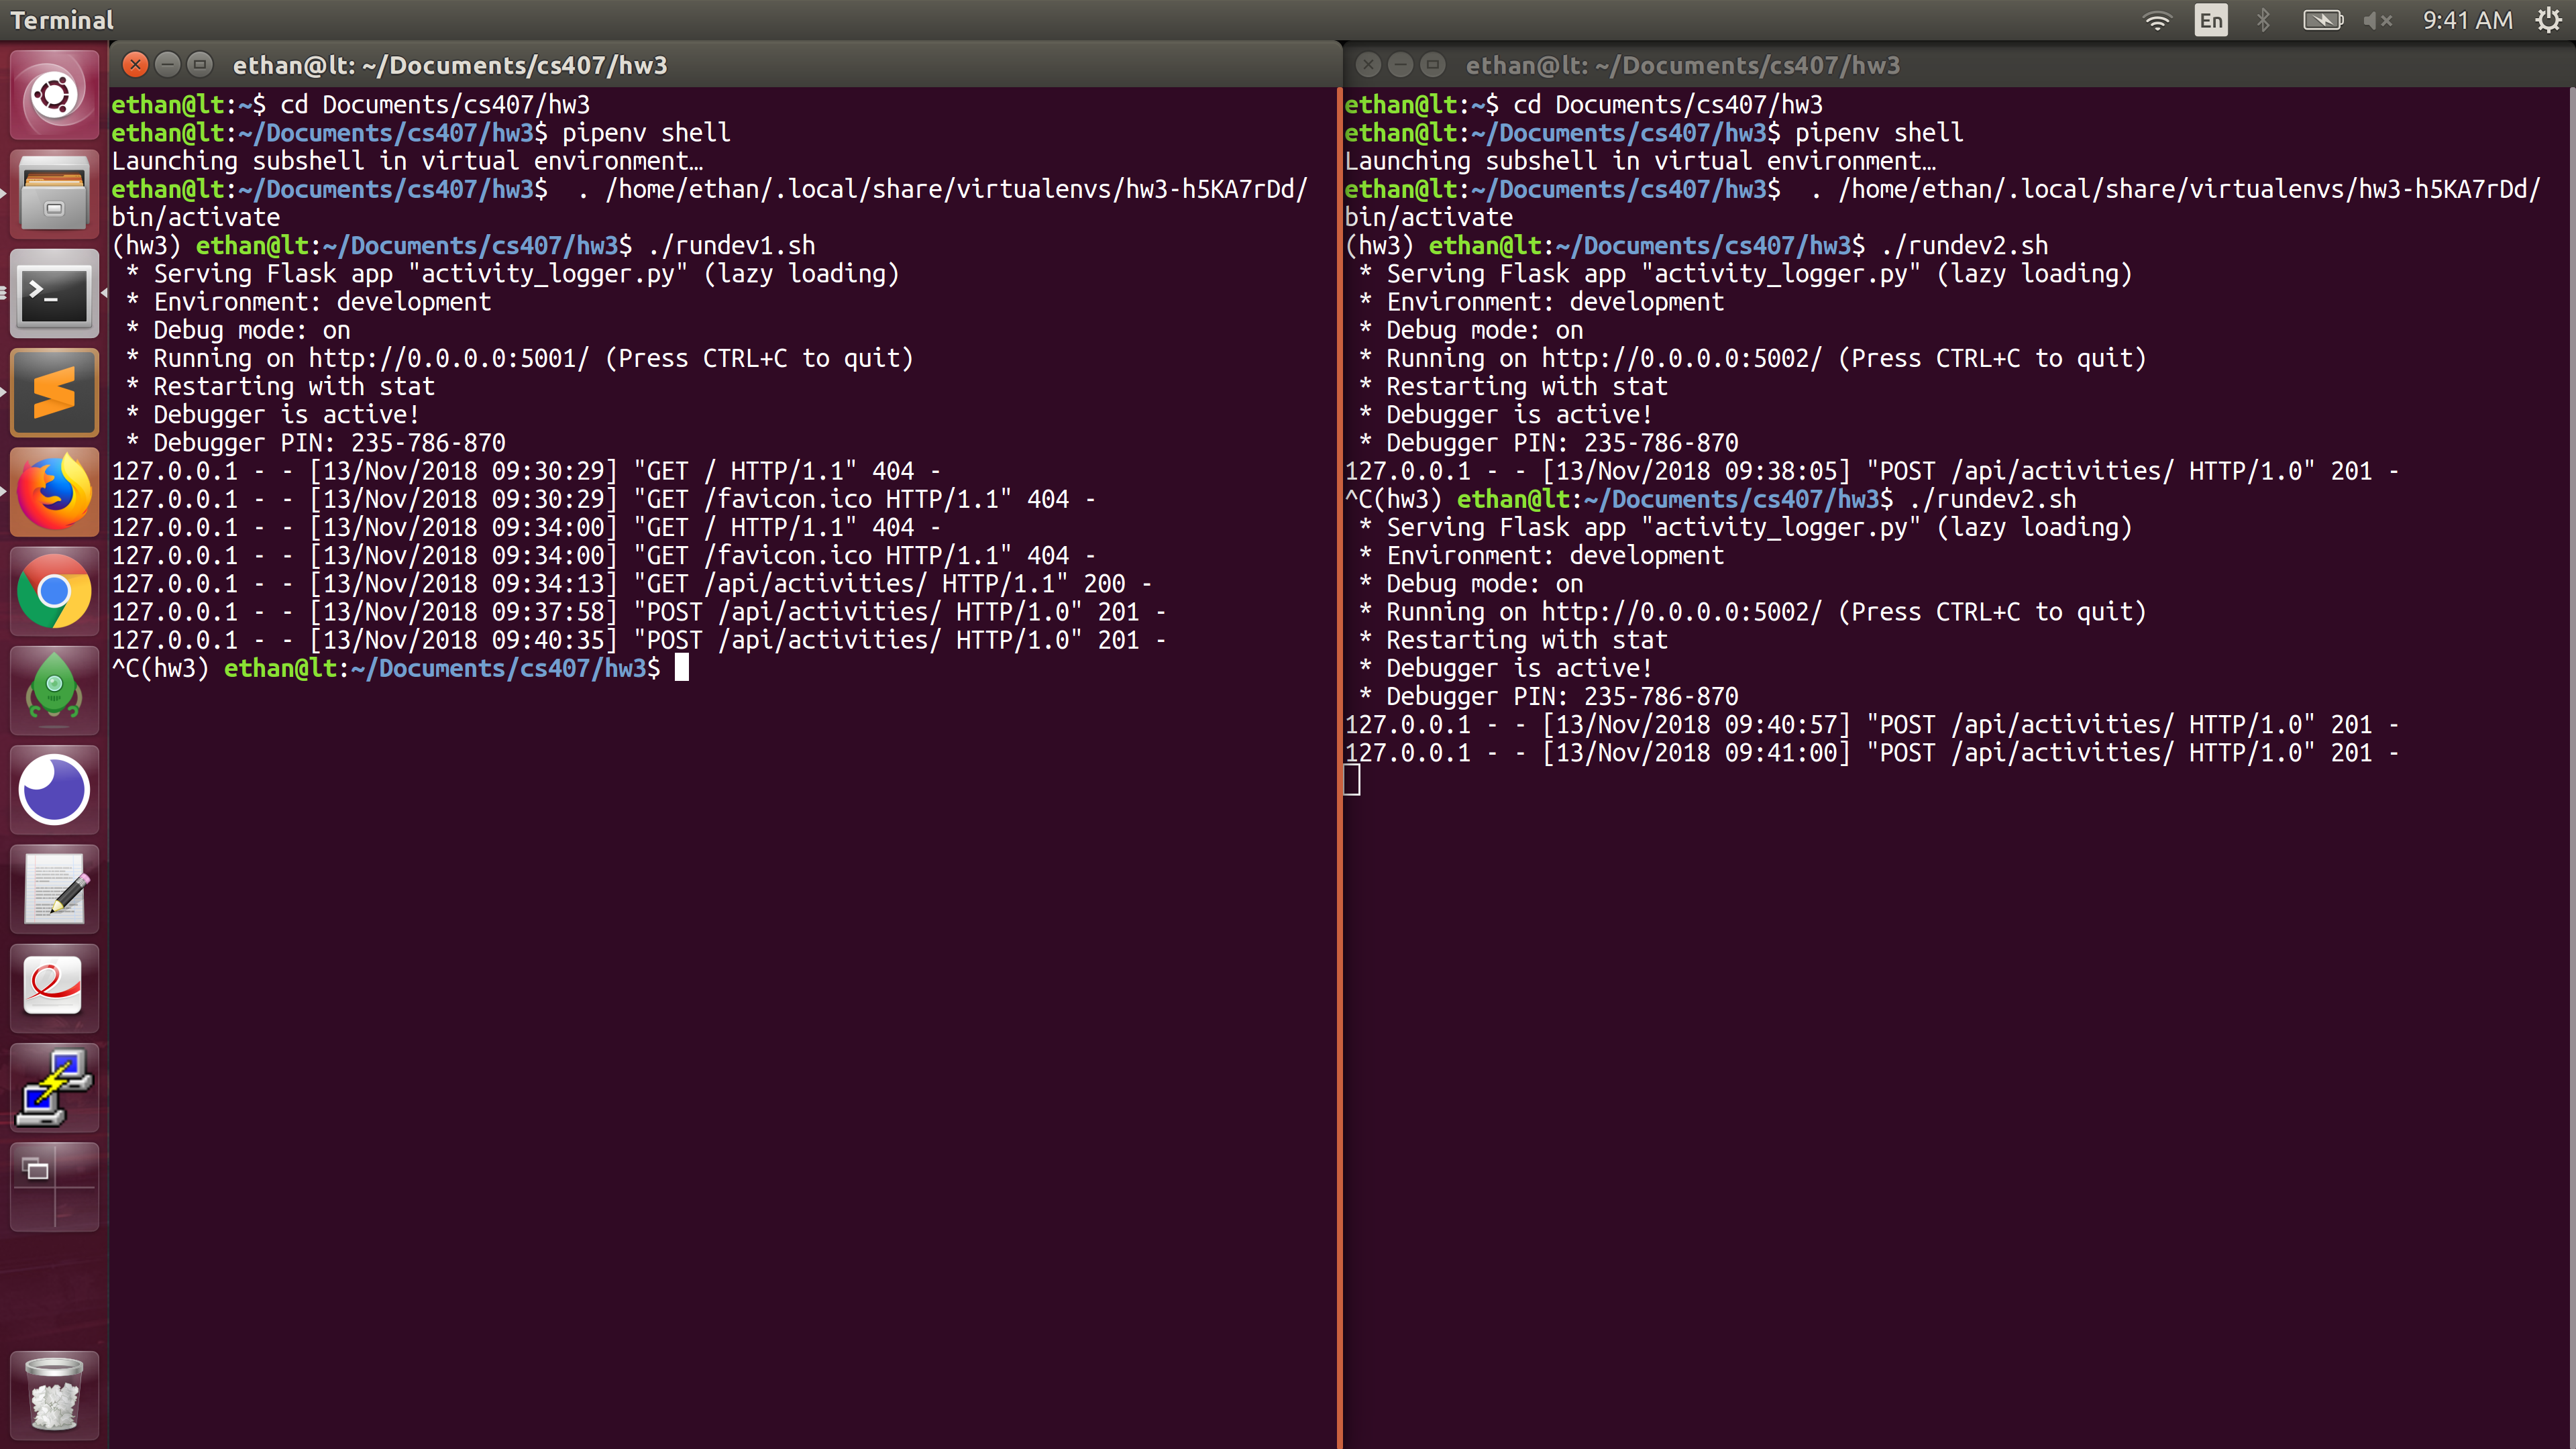 Terminal
En
9:41 AM
ethan@lt: ~/Documents/cs407/hw3
ethan@lt:~$ cd Documents/cs407/hw3
ethan@lt:~/Documents/cs407/hw3$ pipenv shell
Launching subshell in virtual environment…
ethan@lt:~/Documents/cs407/hw3$  . /home/ethan/.local/share/virtualenvs/hw3-h5KA7rDd/
bin/activate
(hw3) ethan@lt:~/Documents/cs407/hw3$ ./rundev1.sh
 * Serving Flask app "activity_logger.py" (lazy loading)
 * Environment: development
 * Debug mode: on
 * Running on http://0.0.0.0:5001/ (Press CTRL+C to quit)
 * Restarting with stat
 * Debugger is active!
 * Debugger PIN: 235-786-870
127.0.0.1 - - [13/Nov/2018 09:30:29] "GET / HTTP/1.1" 404 -
127.0.0.1 - - [13/Nov/2018 09:30:29] "GET /favicon.ico HTTP/1.1" 404 -
127.0.0.1 - - [13/Nov/2018 09:34:00] "GET / HTTP/1.1" 404 -
127.0.0.1 - - [13/Nov/2018 09:34:00] "GET /favicon.ico HTTP/1.1" 404 -
127.0.0.1 - - [13/Nov/2018 09:34:13] "GET /api/activities/ HTTP/1.1" 200 -
127.0.0.1 - - [13/Nov/2018 09:37:58] "POST /api/activities/ HTTP/1.0" 201 -
127.0.0.1 - - [13/Nov/2018 09:40:35] "POST /api/activities/ HTTP/1.0" 201 -
^C(hw3) ethan@lt:~/Documents/cs407/hw3$
ethan@lt: ~/Documents/cs407/hw3
ethan@lt:~$ cd Documents/cs407/hw3
ethan@lt:~/Documents/cs407/hw3$ pipenv shell
Launching subshell in virtual environment…
ethan@lt:~/Documents/cs407/hw3$  . /home/ethan/.local/share/virtualenvs/hw3-h5KA7rDd/
bin/activate
(hw3) ethan@lt:~/Documents/cs407/hw3$ ./rundev2.sh
 * Serving Flask app "activity_logger.py" (lazy loading)
 * Environment: development
 * Debug mode: on
 * Running on http://0.0.0.0:5002/ (Press CTRL+C to quit)
 * Restarting with stat
 * Debugger is active!
 * Debugger PIN: 235-786-870
127.0.0.1 - - [13/Nov/2018 09:38:05] "POST /api/activities/ HTTP/1.0" 201 -
^C(hw3) ethan@lt:~/Documents/cs407/hw3$ ./rundev2.sh
 * Serving Flask app "activity_logger.py" (lazy loading)
 * Environment: development
 * Debug mode: on
 * Running on http://0.0.0.0:5002/ (Press CTRL+C to quit)
 * Restarting with stat
 * Debugger is active!
 * Debugger PIN: 235-786-870
127.0.0.1 - - [13/Nov/2018 09:40:57] "POST /api/activities/ HTTP/1.0" 201 -
127.0.0.1 - - [13/Nov/2018 09:41:00] "POST /api/activities/ HTTP/1.0" 201 -